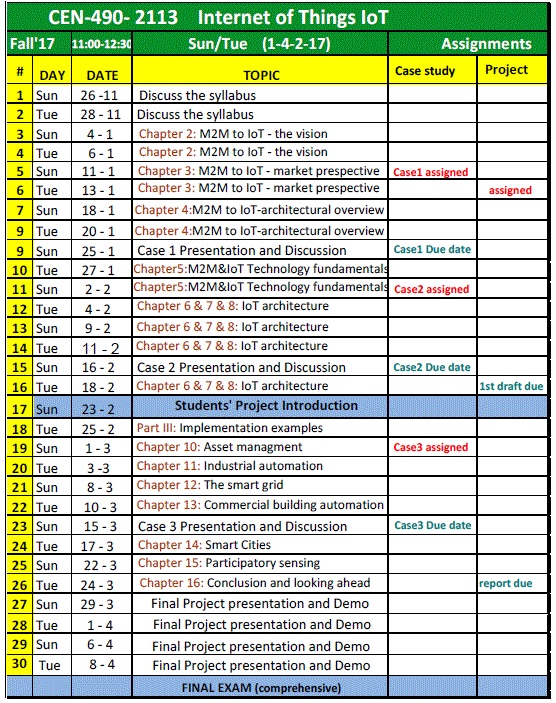 CEN-490- 2113 Internet of Things IoT
Fall'17 11:00-12:30 Sun/Tue (1-4-2-17) Assignments
# DAY DATE TOPIC Case study Project
1 Sun 26 -11 Discuss the syllabus
2 Tue 28 - 11 Discuss the syllabus
3 Sun 4 - 1 Chapter 2: M2M to IoT - the vision
4 Tue 6 - 1 Chapter 2: M2M to IoT - the vision
5 Sun 11 - 1 Chapter 3: M2M to IoT - market prespective Case1 assigned
6 Tue 13 - 1 Chapter 3: M2M to IoT - market prespective assigned
7 Sun 18 - 1 Chapter 4:M2M to IoT-architectural overview
9 Tue 20 - 1 Chapter 4:M2M to IoT-architectural overview
9 Sun 25 - 1 Case 1 Presentation and Discussion Case1 Due date
10 Tue 27 - 1 Chapter5:M2M&IoT Technology fundamentals
11 Sun 2 - 2 Chapter5:M2M&IoT Technology fundamentals Case2 assigned
12 Tue 4 - 2 Chapter 6 & 7 & 8: IoT architecture
13 Sun 9 - 2 Chapter 6 & 7 & 8: IoT architecture
14 Tue 11 - 2 Chapter 6 & 7 & 8: IoT architecture
15 Sun 16 - 2 Case 2 Presentation and Discussion Case2 Due date
16 Tue 18 - 2 Chapter 6 & 7 & 8: IoT architecture 1st draft due
17 Sun 23 - 2 Students' Project Introduction
18 Tue 25 - 2 Part III: Implementation examples
19 Sun 1 - 3 Chapter 10: Asset managment Case3 assigned
20 Tue 3 -3 Chapter 11: Industrial automation
21 Sun 8 - 3 Chapter 12: The smart grid
22 Tue 10 - 3 Chapter 13: Commercial building automation
23 Sun 15 - 3 Case 3 Presentation and Discussion Case3 Due date
24 Tue 17 - 3 Chapter 14: Smart Cities
25 Sun 22 - 3 Chapter 15: Participatory sensing
26 Tue 24 - 3 Chapter 16: Conclusion and looking ahead report due
27 Sun 29 - 3 Final Project presentation and Demo
28 Tue 1 - 4 Final Project presentation and Demo
29 Sun 6 - 4 Final Project presentation and Demo
30 Tue 8 - 4 Final Project presentation and Demo
FINAL EXAM (comprehensive)